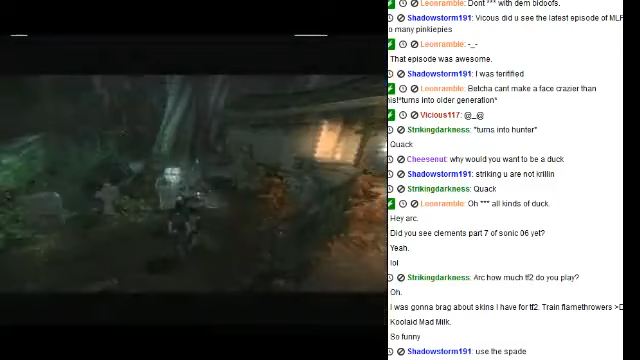 Leonramble: Dont *** with dem bidoofs.
Shadowstorm191: Vicous did u see the latest episode of MLF
o many pinkiepies
Leonramble: -_-
That episode was awesome.
Shadowstorm191: I was terrified
Leonramble: Betcha cant make a face crazier than
his!*turns into older generation*
Vicious117: @_@
Strikingdarkness: *turns into hunter*
Quack
Cheesenut: why would you want to be a duck
Shadowstorm191: striking u are not krillin
Strikingdarkness: Quack
Leonramble: Oh *** all kinds of duck.
Hey arc.
Did you see clements part 7 of sonic 06 yet?
Yeah.
lol
Strikingdarkness: Arc how much tf2 do you play?
Oh.
I was gonna brag about skins I have for tf2. Train flamethrowers >
Koolaid Mad Milk.
So funny
Shadowstorm191: use the spade